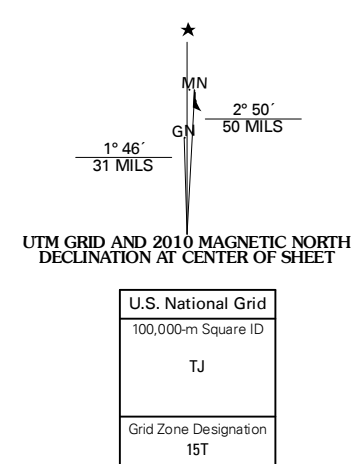 MN
2° 50´
50 MILS
GN
1° 46´
31 MILS
UTM GRID AND 2010 MAGNETIC NORTH
DECLINATION AT CENTER OF SHEET
U.S. National Grid
100,000-m Square ID
TJ
Grid Zone Designation
15T